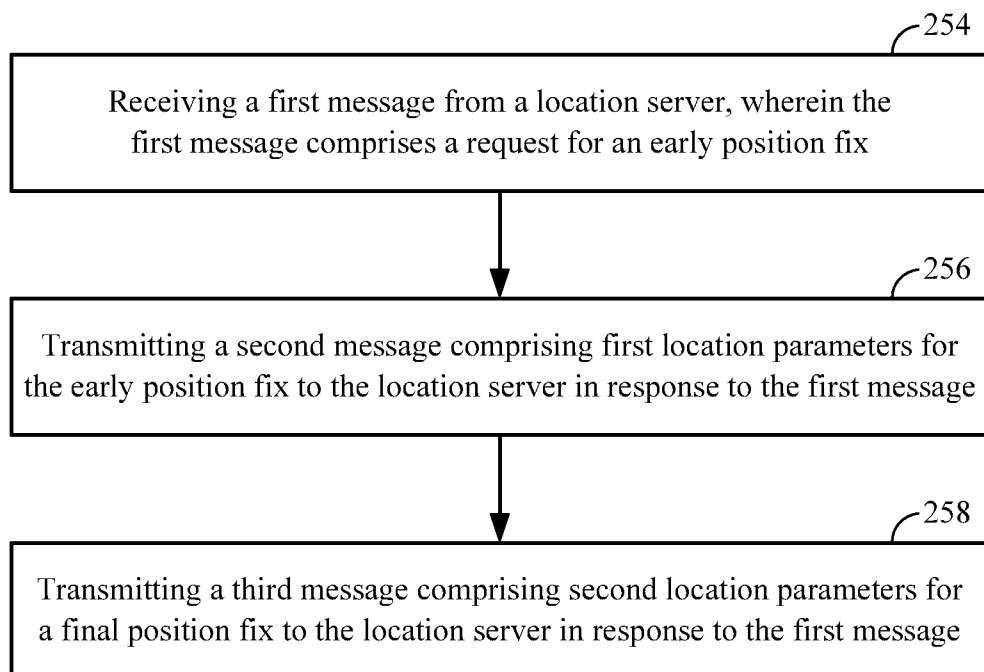 254
Receiving a first message from a location server, wherein the
first message comprises a request for an early position fix
256
Transmitting a second message comprising first location parameters for
the early position fix to the location server in response to the first message
258
Transmitting a third message comprising second location parameters for
a final position fix to the location server in response to the first message